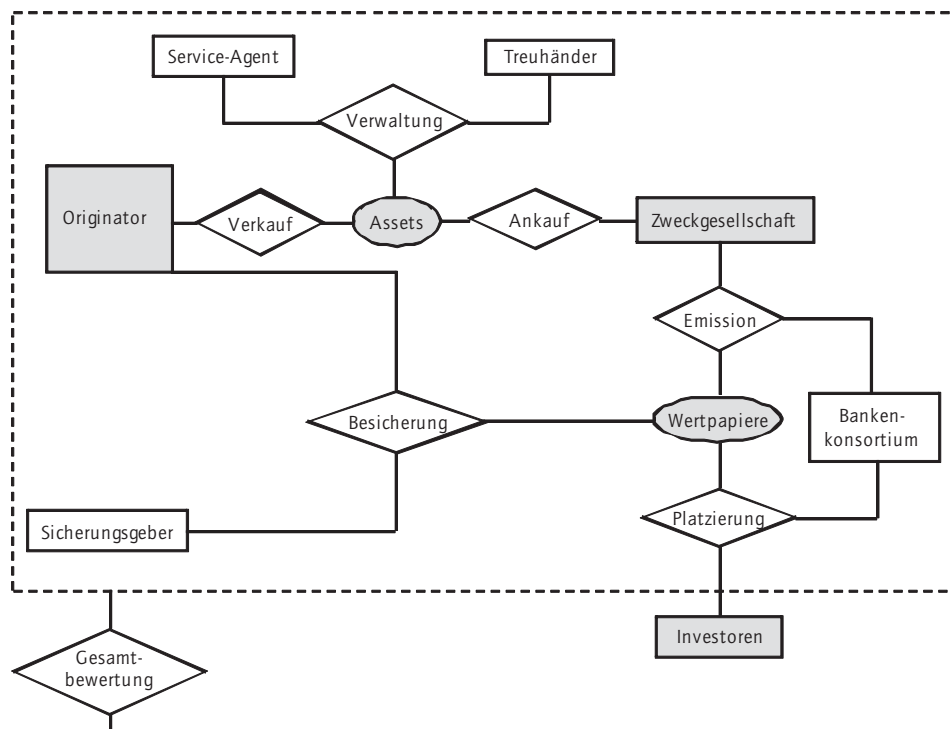 Service-Agent
Treuhänder
Verwaltung
Originator
Verkauf
Assets
Ankauf
Zweckgesellschaft
Emission
Besicherung
Wertpapiere
Banken-
konsortium
Sicherungsgeber
Platzierung
Investoren
Gesamt-
bewertung